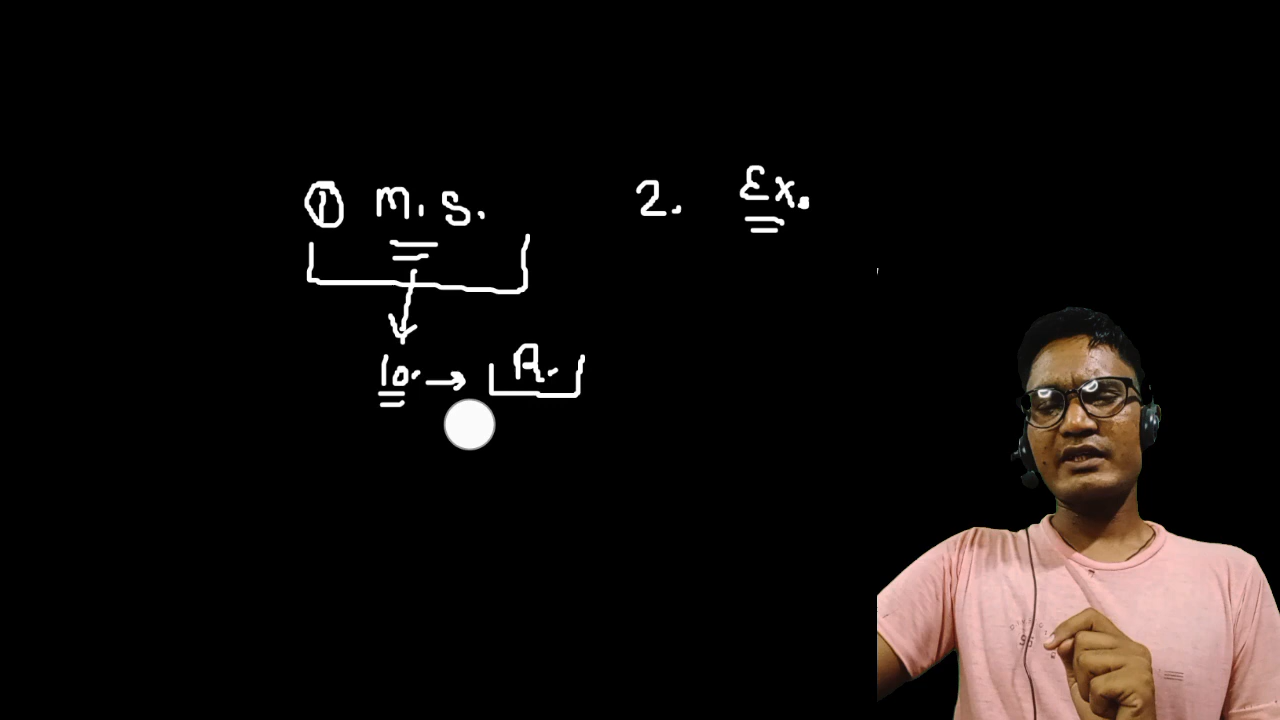 ① M. S.
2. Ex.
10. → R.